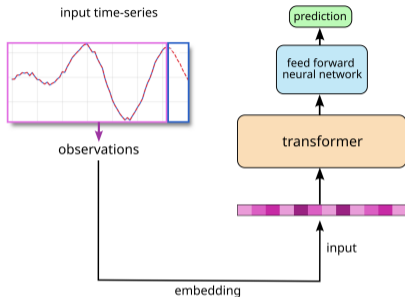 input time-series
prediction
feed forward
neural network
observations
transformer
input
embedding